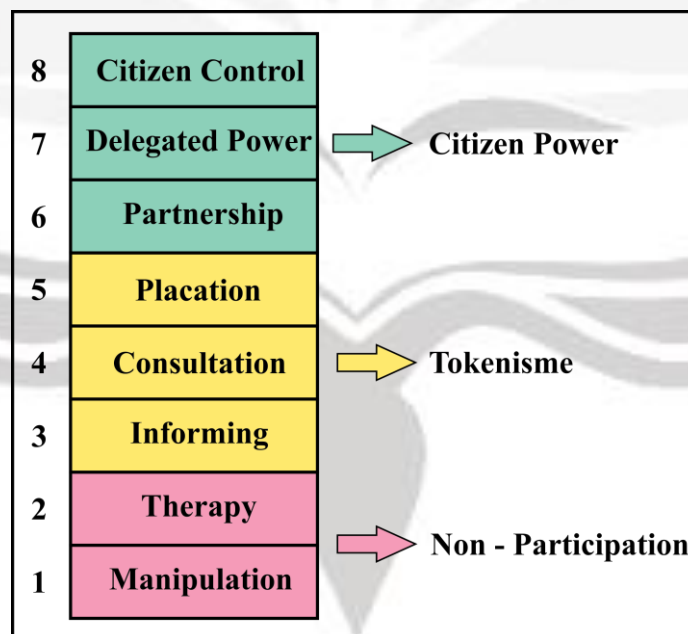 8 Citizen Control
7 Delegated Power Citizen Power
6 Partnership
5 Placation
4 Consultation Tokenisme
3 Informing
2 Therapy
Non - Participation
1 Manipulation